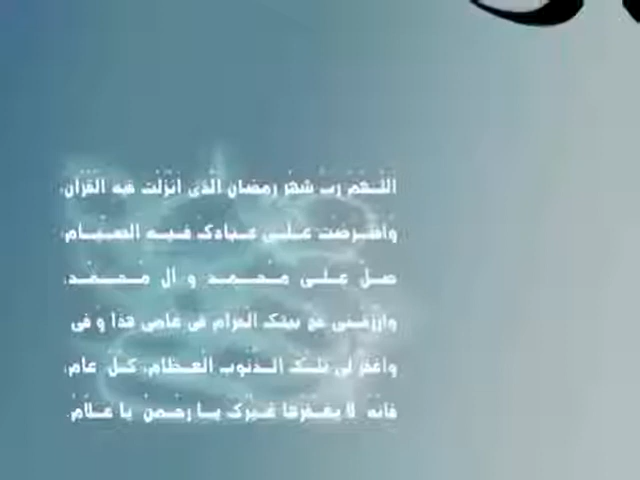 اللهم رب شهر رمضان الذی انزلت فیه القرآن،
وافترضت علی عبادک فیه الصیام،
صل علی محمد و آل محمد،
وارزقنی حج بیتک الحرام فی عامی هذا و فی
واغفر لی تلک الذنوب العظام، کل عام،
فانه لا یغفرها غیرک یا رحمن یا علام.